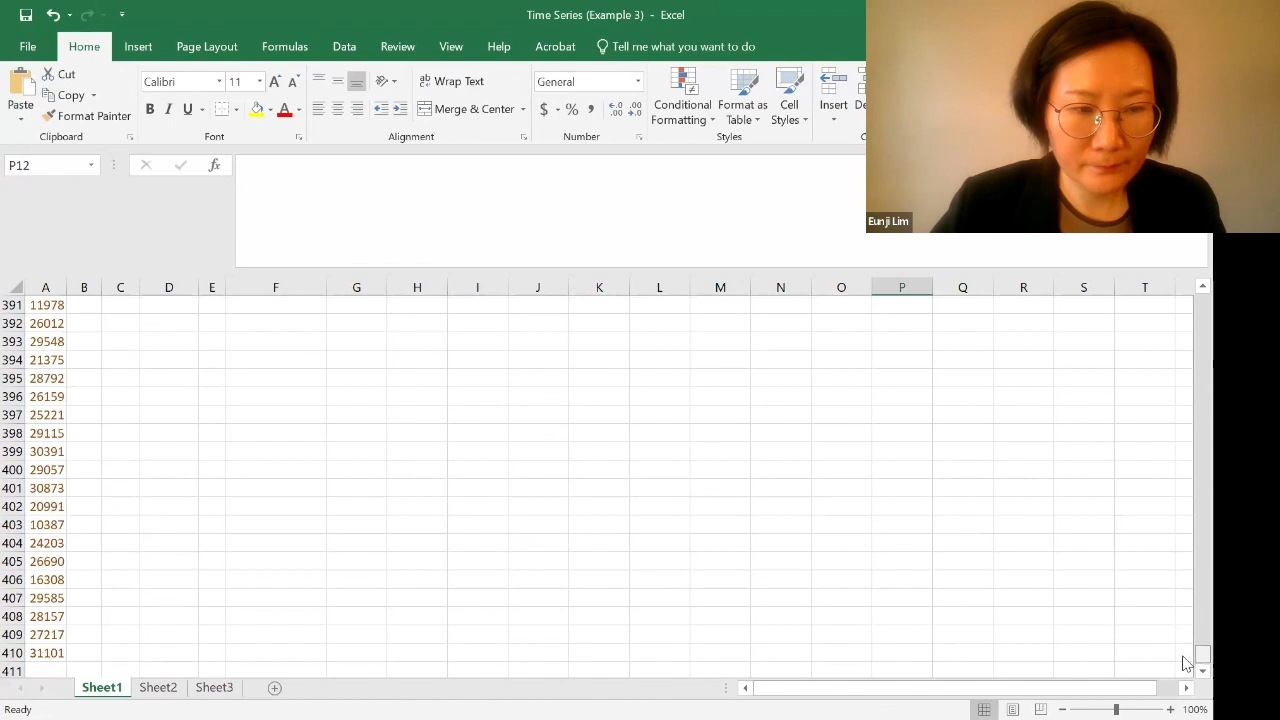 Time Series (Example 3) - Excel
File Home Insert Page Layout Formulas Data Review View Help Acrobat Tell me what you want to do
Cut
Copy
Format Painter
Paste
Clipboard
Calibri 11
B I U
Font
Wrap Text
Merge & Center
Alignment
General
$ % ,
Number
Conditional Formatting
Format as Table
Cell Styles
Styles
Insert
Eunji Lim
P12 fx
A B C D E F G H I J K L M N O P Q R S T
391 11978
392 26012
393 29548
394 21375
395 28792
396 26159
397 25221
398 29115
399 30391
400 29057
401 30873
402 20991
403 10387
404 24203
405 26690
406 16308
407 29585
408 28157
409 27217
410 31101
411
Sheet1 Sheet2 Sheet3
Ready 100%